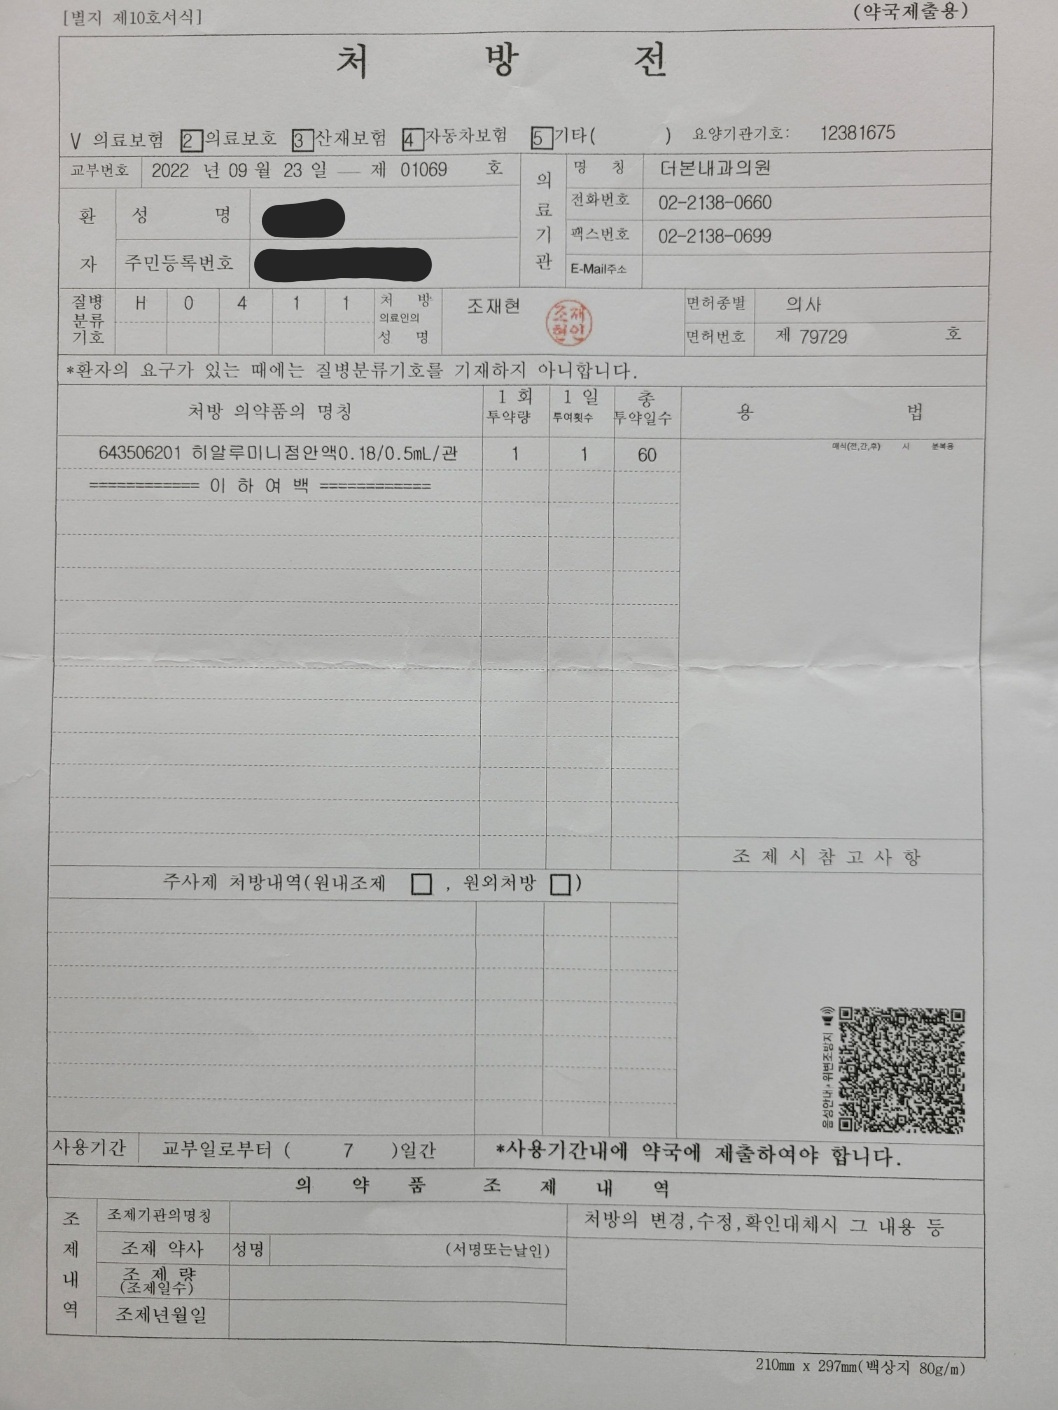 [별지 제10호서식]
(약국제출용)
처 방 전
V 의료보험 2 의료보호 3 산재보험 4 자동차보험 5 기타( ) 요양기관기호: 12381675
교부번호 2022 년 09 월 23 일 — 제 01069 호
의료기관
명 칭 더본내과의원
전화번호 02-2138-0660
팩스번호 02-2138-0699
E-Mail주소
환자
성 명
주민등록번호
질병분류기호 H 0 4 1 1
처 방 의료인의 성 명 조재현
조재현인
면허종별 의사
면허번호 제 79729 호
*환자의 요구가 있는 때에는 질병분류기호를 기재하지 아니합니다.
처방 의약품의 명칭 1 회 투약량 1 일 투여횟수 총 투약일수 용 법
643506201 히알루미니점안액0.18/0.5mL/관 1 1 60
매식(전,간,후) 시 분복용
============ 이 하 여 백 ============
조 제 시 참 고 사 항
주사제 처방내역(원내조제 □ , 원외처방 □)
음성안내·위변조방지
사용기간 교부일로부터 ( 7 )일간 *사용기간내에 약국에 제출하여야 합니다.
의 약 품 조 제 내 역
조제내역
조제기관의명칭
조제 약사 성명 (서명또는날인)
조 제 량
(조제일수)
조제년월일
처방의 변경,수정,확인대체시 그 내용 등
210mm x 297mm(백상지 80g/m)